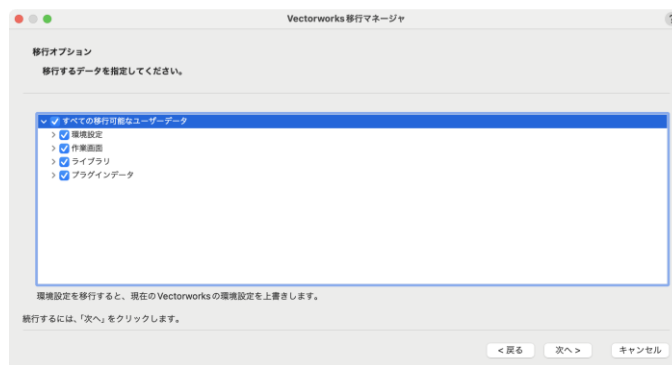 Vectorworks移行マネージャ
?
移行オプション
移行するデータを指定してください。
すべての移行可能なユーザーデータ
環境設定
作業画面
ライブラリ
プラグインデータ
環境設定を移行すると、現在のVectorworksの環境設定を上書きします。
続行するには、「次へ」をクリックします。
< 戻る 次へ > キャンセル